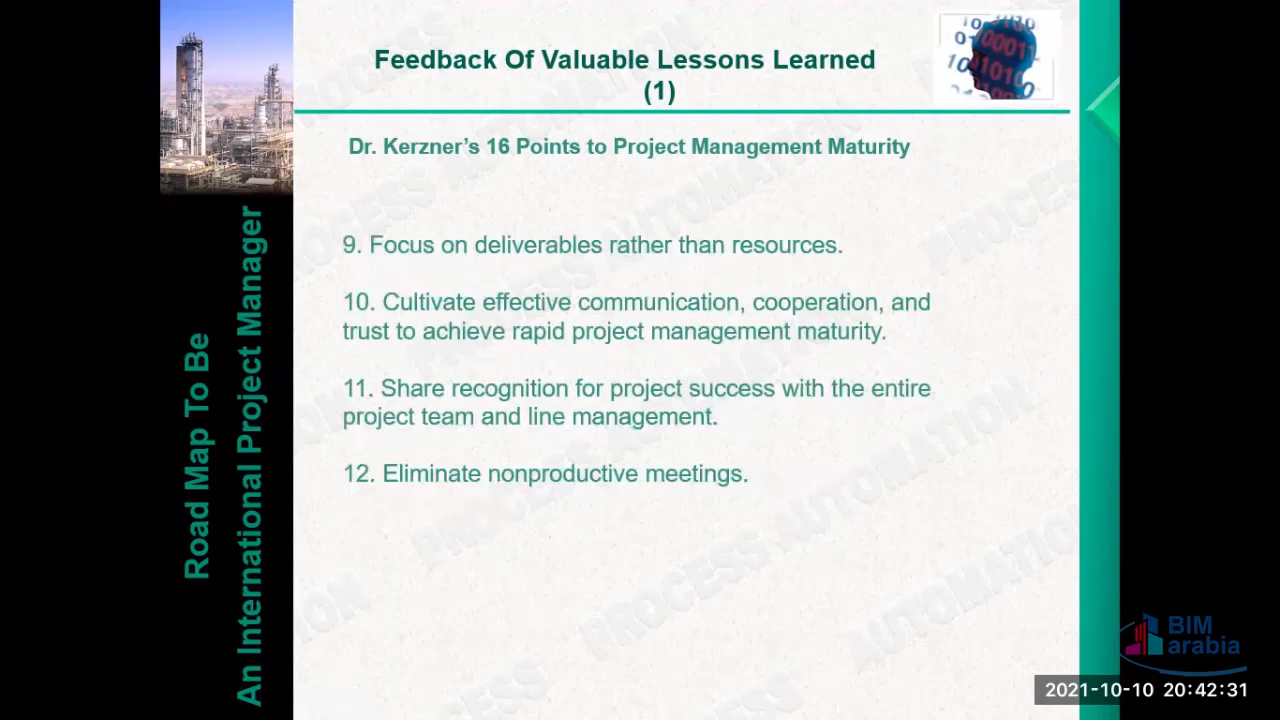 Feedback Of Valuable Lessons Learned
(1)
Dr. Kerzner's 16 Points to Project Management Maturity
9. Focus on deliverables rather than resources.
10. Cultivate effective communication, cooperation, and
trust to achieve rapid project management maturity.
11. Share recognition for project success with the entire
project team and line management.
12. Eliminate nonproductive meetings.
Road Map To Be
An International Project Manager
BIM
arabia
2021-10-10 20:42:31
PROCESS AUTOMATION